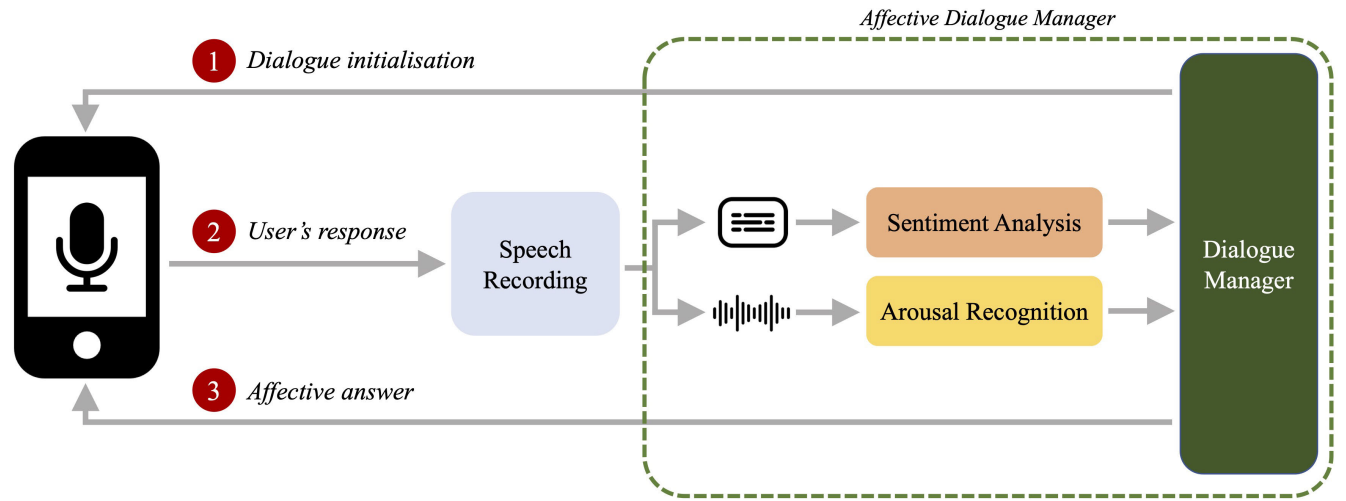 Affective Dialogue Manager
1 Dialogue initialisation
2 User’s response
Speech
Recording
Sentiment Analysis
Arousal Recognition
Dialogue
Manager
3 Affective answer